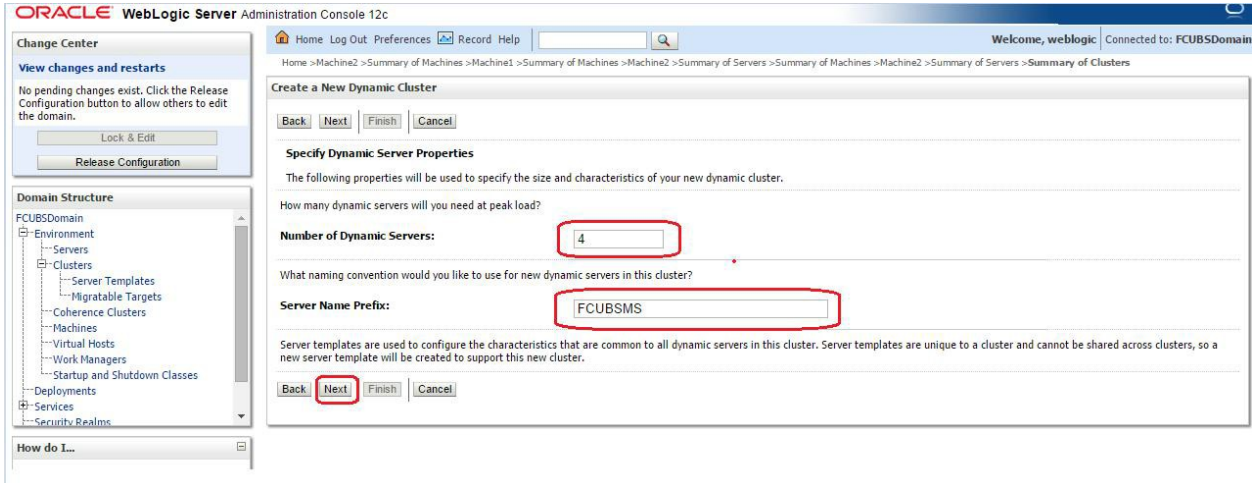 ORACLE WebLogic Server Administration Console 12c
Change Center
View changes and restarts
No pending changes exist. Click the Release
Configuration button to allow others to edit
the domain.
Lock & Edit
Release Configuration
Domain Structure
FCUBSDomain
Environment
Servers
Clusters
Server Templates
Migratable Targets
Coherence Clusters
Machines
Virtual Hosts
Work Managers
Startup and Shutdown Classes
Deployments
Services
Security Realms
How do I...
Home Log Out Preferences Record Help
Welcome, weblogic Connected to: FCUBSDomain
Home >Machine2 >Summary of Machines >Machine1 >Summary of Machines >Machine2 >Summary of Servers >Summary of Machines >Machine2 >Summary of Servers >Summary of Clusters
Create a New Dynamic Cluster
Back Next Finish Cancel
Specify Dynamic Server Properties
The following properties will be used to specify the size and characteristics of your new dynamic cluster.
How many dynamic servers will you need at peak load?
Number of Dynamic Servers: 4
What naming convention would you like to use for new dynamic servers in this cluster?
Server Name Prefix: FCUBSMS
Server templates are used to configure the characteristics that are common to all dynamic servers in this cluster. Server templates are unique to a cluster and cannot be shared across clusters, so a
new server template will be created to support this new cluster.
Back Next Finish Cancel